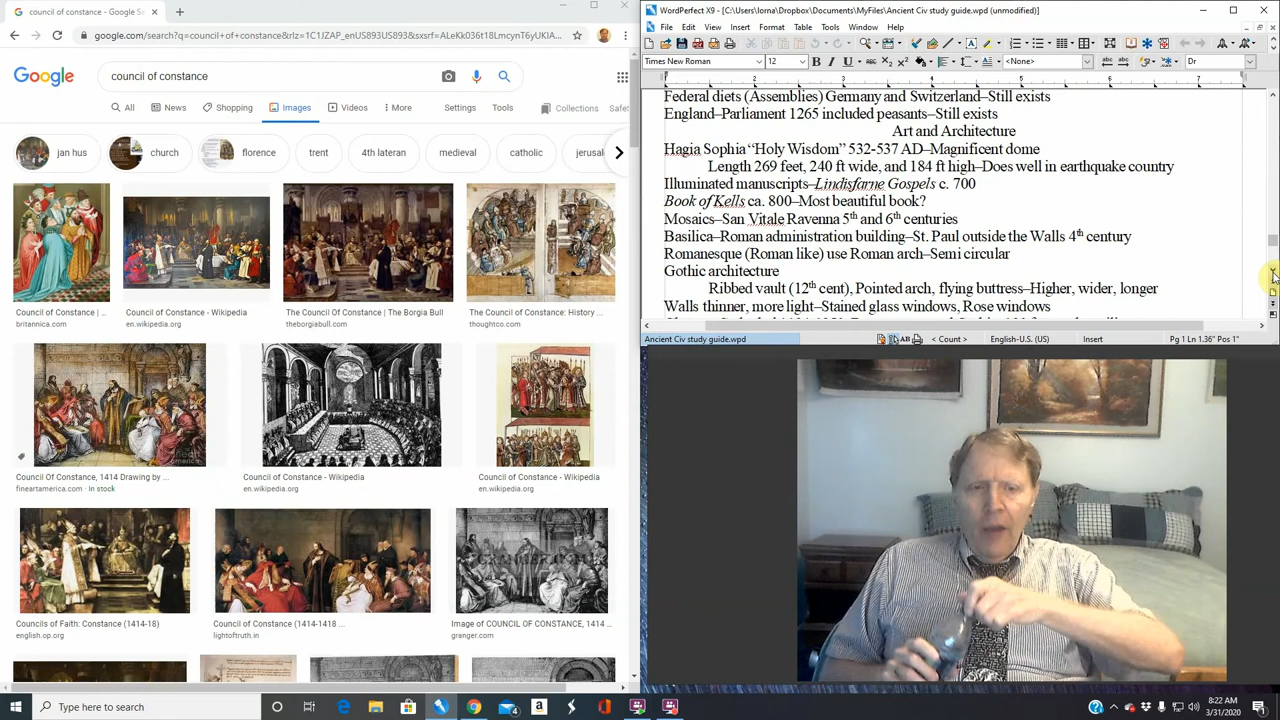 council of constance - Google S
google.com/search?q=council+of+constance&rlz=1C1JZAP_enUS893US893&sxsrf=ALeKk036t18LmcynT6yUKIA...
Google
council of constance
All
News
Shopping
Images
Videos
More
Settings
Tools
Collections
Safe
jan hus
church
florence
trent
4th lateran
medieval
catholic
jerusal
Council of Constance | ...
britannica.com
Council of Constance - Wikipedia
en.wikipedia.org
The Council Of Constance | The Borgia Bull
theborgiabull.com
The Council of Constance: History ...
thoughtco.com
Council Of Constance, 1414 Drawing by ...
fineartamerica.com · In stock
Council of Constance - Wikipedia
en.wikipedia.org
Council of Constance - Wikipedia
en.wikipedia.org
Councils of Faith: Constance (1414-18)
english.op.org
Council of Constance (1414-1418 ...
lightoftruth.in
Image of COUNCIL OF CONSTANCE, 1414 ...
granger.com
WordPerfect X9 - [C:\Users\lorna\Dropbox\Documents\MyFiles\Ancient Civ study guide.wpd (unmodified)]
File Edit View Insert Format Table Tools Window Help
Times New Roman 12 <None> Dr
Federal diets (Assemblies) Germany and Switzerland–Still exists
England–Parliament 1265 included peasants–Still exists
Art and Architecture
Hagia Sophia “Holy Wisdom” 532-537 AD–Magnificent dome
Length 269 feet, 240 ft wide, and 184 ft high–Does well in earthquake country
Illuminated manuscripts–Lindisfarne Gospels c. 700
Book of Kells ca. 800–Most beautiful book?
Mosaics–San Vitale Ravenna 5th and 6th centuries
Basilica–Roman administration building–St. Paul outside the Walls 4th century
Romanesque (Roman like) use Roman arch–Semi circular
Gothic architecture
Ribbed vault (12th cent), Pointed arch, flying buttress–Higher, wider, longer
Walls thinner, more light–Stained glass windows, Rose windows
Ancient Civ study guide.wpd
AB
< Count >
English-U.S. (US)
Insert
Pg 1 Ln 1.36" Pos 1"
Type here to search
8:22 AM
3/31/2020